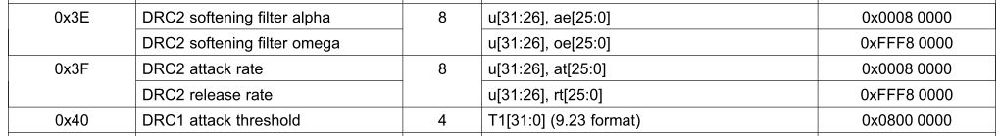 0x3E DRC2 softening filter alpha 8 u[31:26], ae[25:0] 0x0008 0000
DRC2 softening filter omega u[31:26], oe[25:0] 0xFFF8 0000
0x3F DRC2 attack rate 8 u[31:26], at[25:0] 0x0008 0000
DRC2 release rate u[31:26], rt[25:0] 0xFFF8 0000
0x40 DRC1 attack threshold 4 T1[31:0] (9.23 format) 0x0800 0000